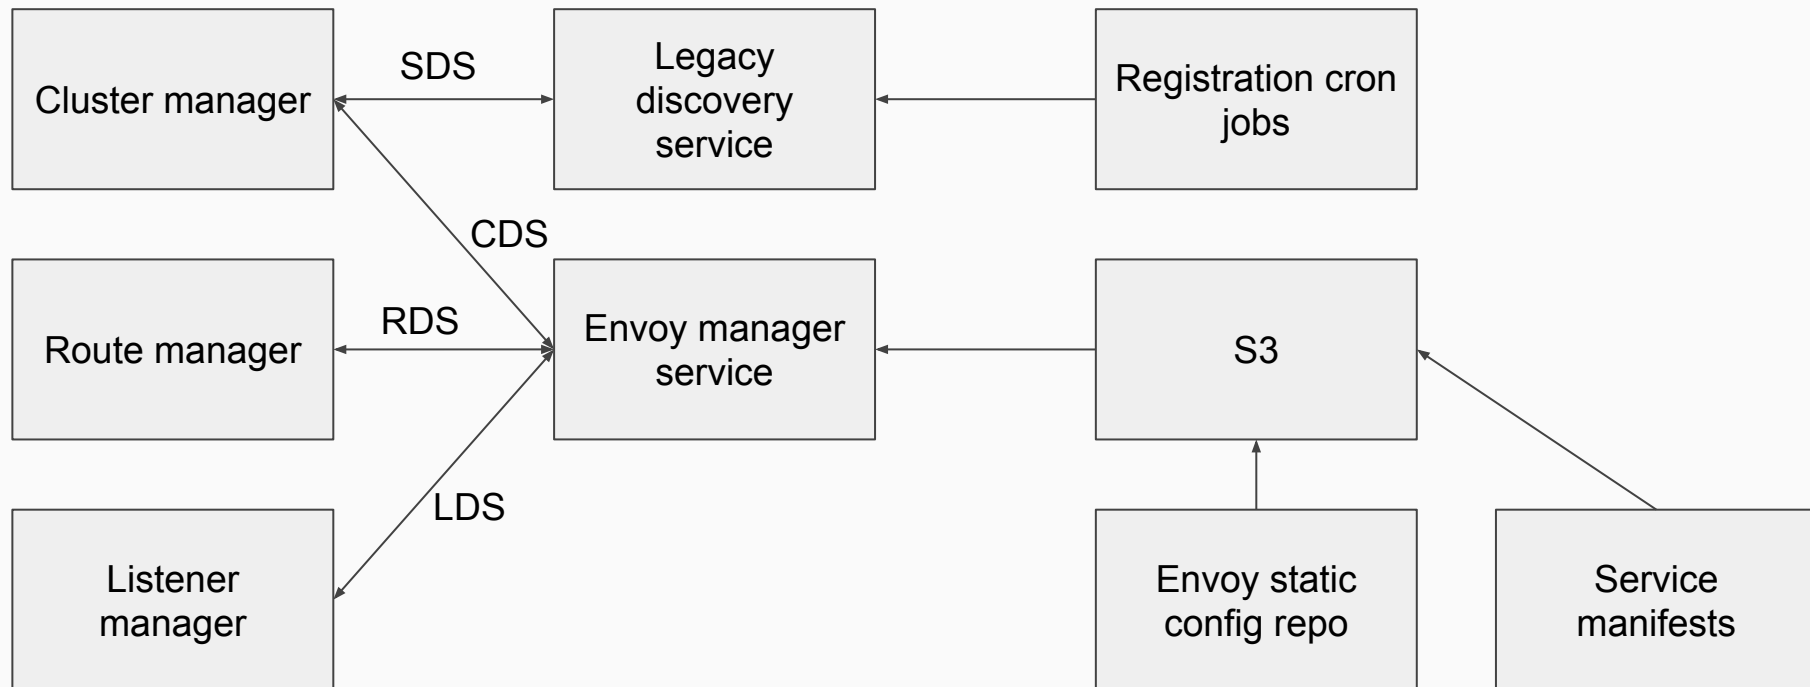 Cluster manager
SDS
Legacy
discovery
service
Registration cron
jobs
CDS
Route manager
RDS
Envoy manager
service
S3
LDS
Listener
manager
Envoy static
config repo
Service
manifests